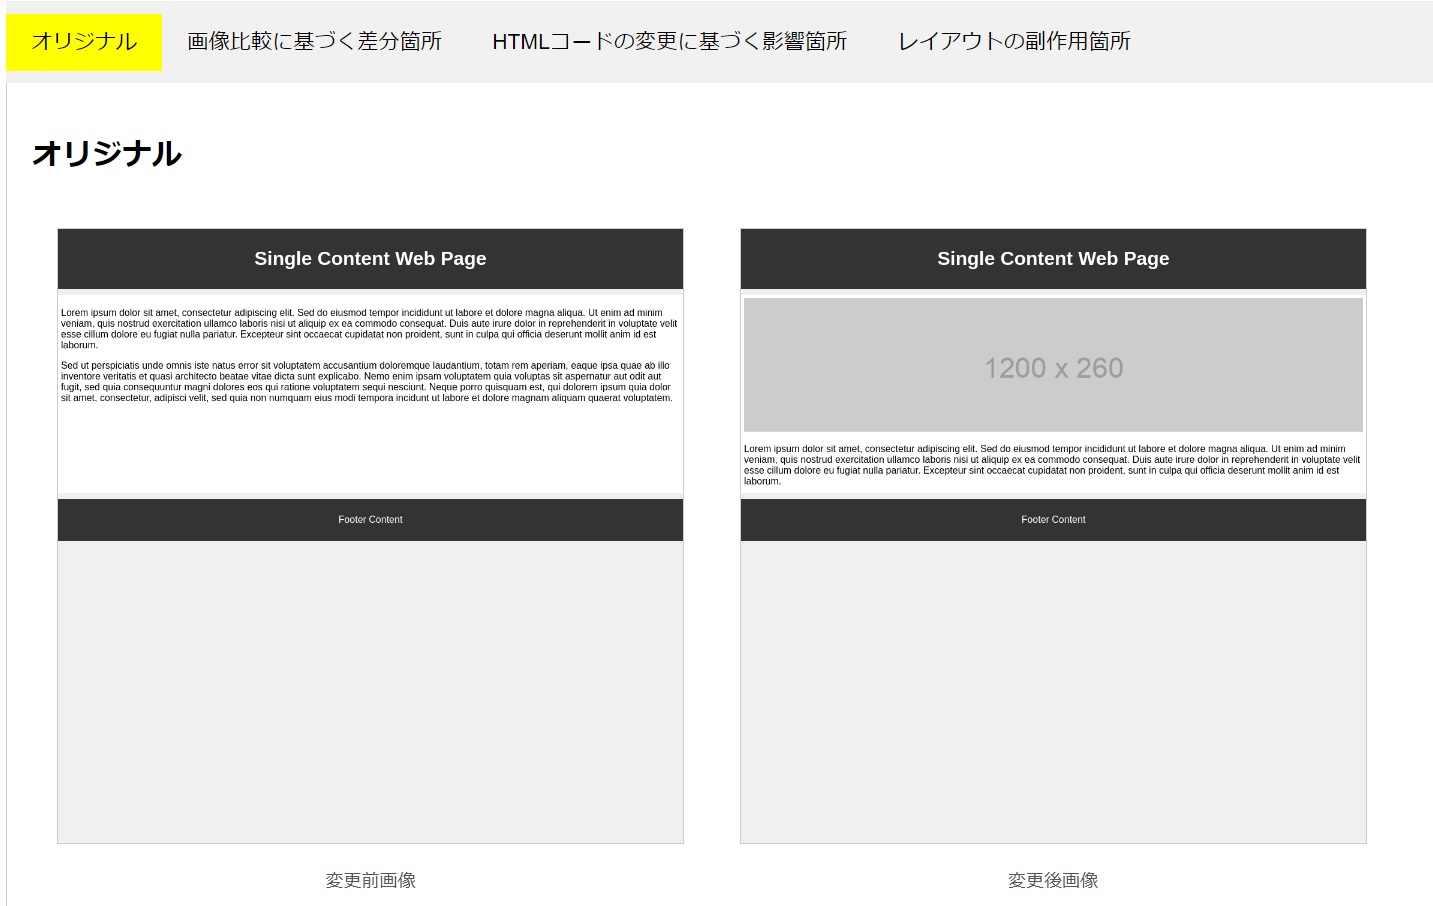 オリジナル 画像比較に基づく差分箇所 HTMLコードの変更に基づく影響箇所 レイアウトの副作用箇所
オリジナル
Single Content Web Page
Lorem ipsum dolor sit amet, consectetur adipiscing elit. Sed do eiusmod tempor incididunt ut labore et dolore magna aliqua. Ut enim ad minim
veniam, quis nostrud exercitation ullamco laboris nisi ut aliquip ex ea commodo consequat. Duis aute irure dolor in reprehenderit in voluptate velit
esse cillum dolore eu fugiat nulla pariatur. Excepteur sint occaecat cupidatat non proident, sunt in culpa qui officia deserunt mollit anim id est
laborum.
Sed ut perspiciatis unde omnis iste natus error sit voluptatem accusantium doloremque laudantium, totam rem aperiam, eaque ipsa quae ab illo
inventore veritatis et quasi architecto beatae vitae dicta sunt explicabo. Nemo enim ipsam voluptatem quia voluptas sit aspernatur aut odit aut
fugit, sed quia consequuntur magni dolores eos qui ratione voluptatem sequi nesciunt. Neque porro quisquam est, qui dolorem ipsum quia dolor
sit amet, consectetur, adipisci velit, sed quia non numquam eius modi tempora incidunt ut labore et dolore magnam aliquam quaerat voluptatem.
Footer Content
変更前画像
Single Content Web Page
1200 x 260
Lorem ipsum dolor sit amet, consectetur adipiscing elit. Sed do eiusmod tempor incididunt ut labore et dolore magna aliqua. Ut enim ad minim
veniam, quis nostrud exercitation ullamco laboris nisi ut aliquip ex ea commodo consequat. Duis aute irure dolor in reprehenderit in voluptate velit
esse cillum dolore eu fugiat nulla pariatur. Excepteur sint occaecat cupidatat non proident, sunt in culpa qui officia deserunt mollit anim id est
laborum.
Footer Content
変更後画像